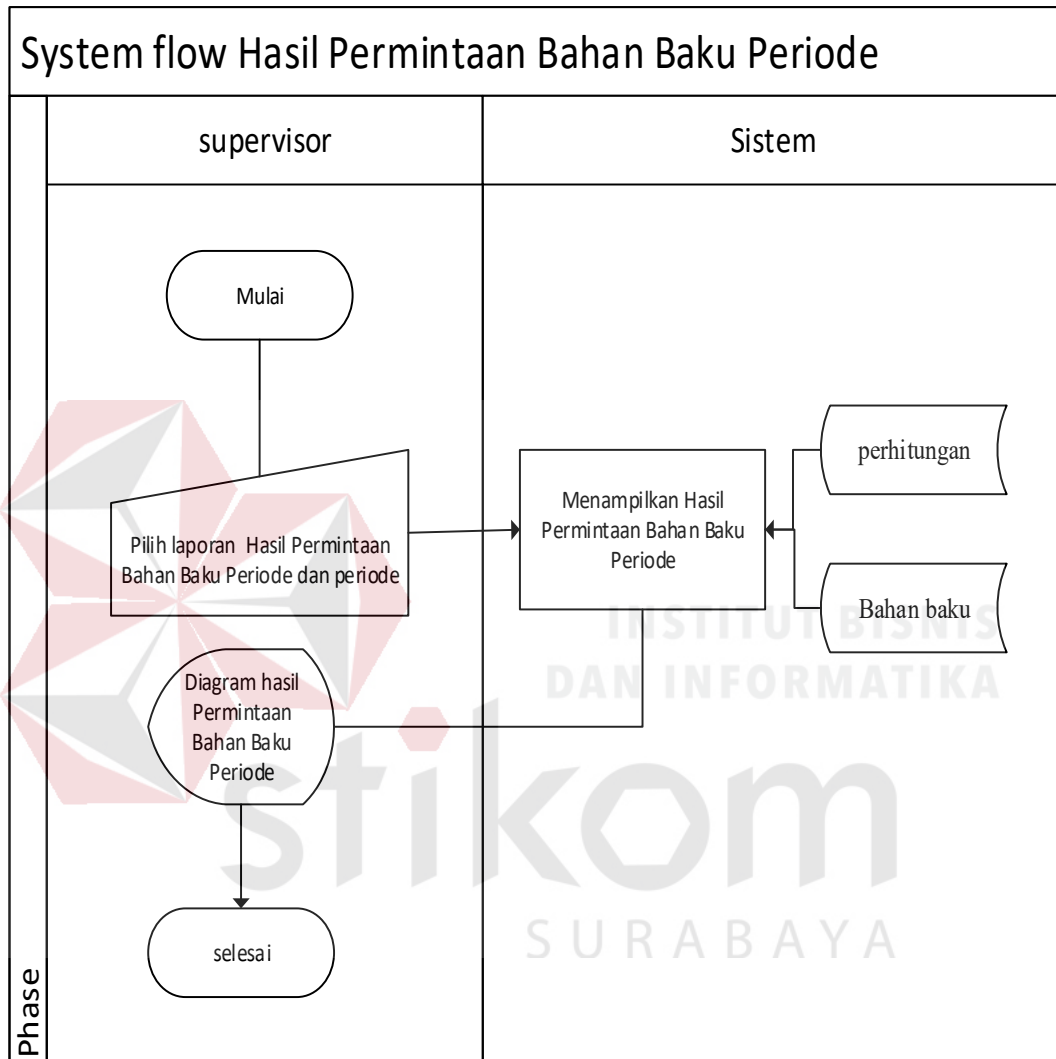 System flow Hasil Permintaan Bahan Baku Periode
supervisor
Sistem
Mulai
Pilih laporan Hasil Permintaan
Bahan Baku Periode dan periode
Menampilkan Hasil
Permintaan Bahan Baku
Periode
perhitungan
Bahan baku
Diagram hasil
Permintaan
Bahan Baku
Periode
selesai
Phase
INSTITUT BISNIS
DAN INFORMATIKA
stikom
SURABAYA